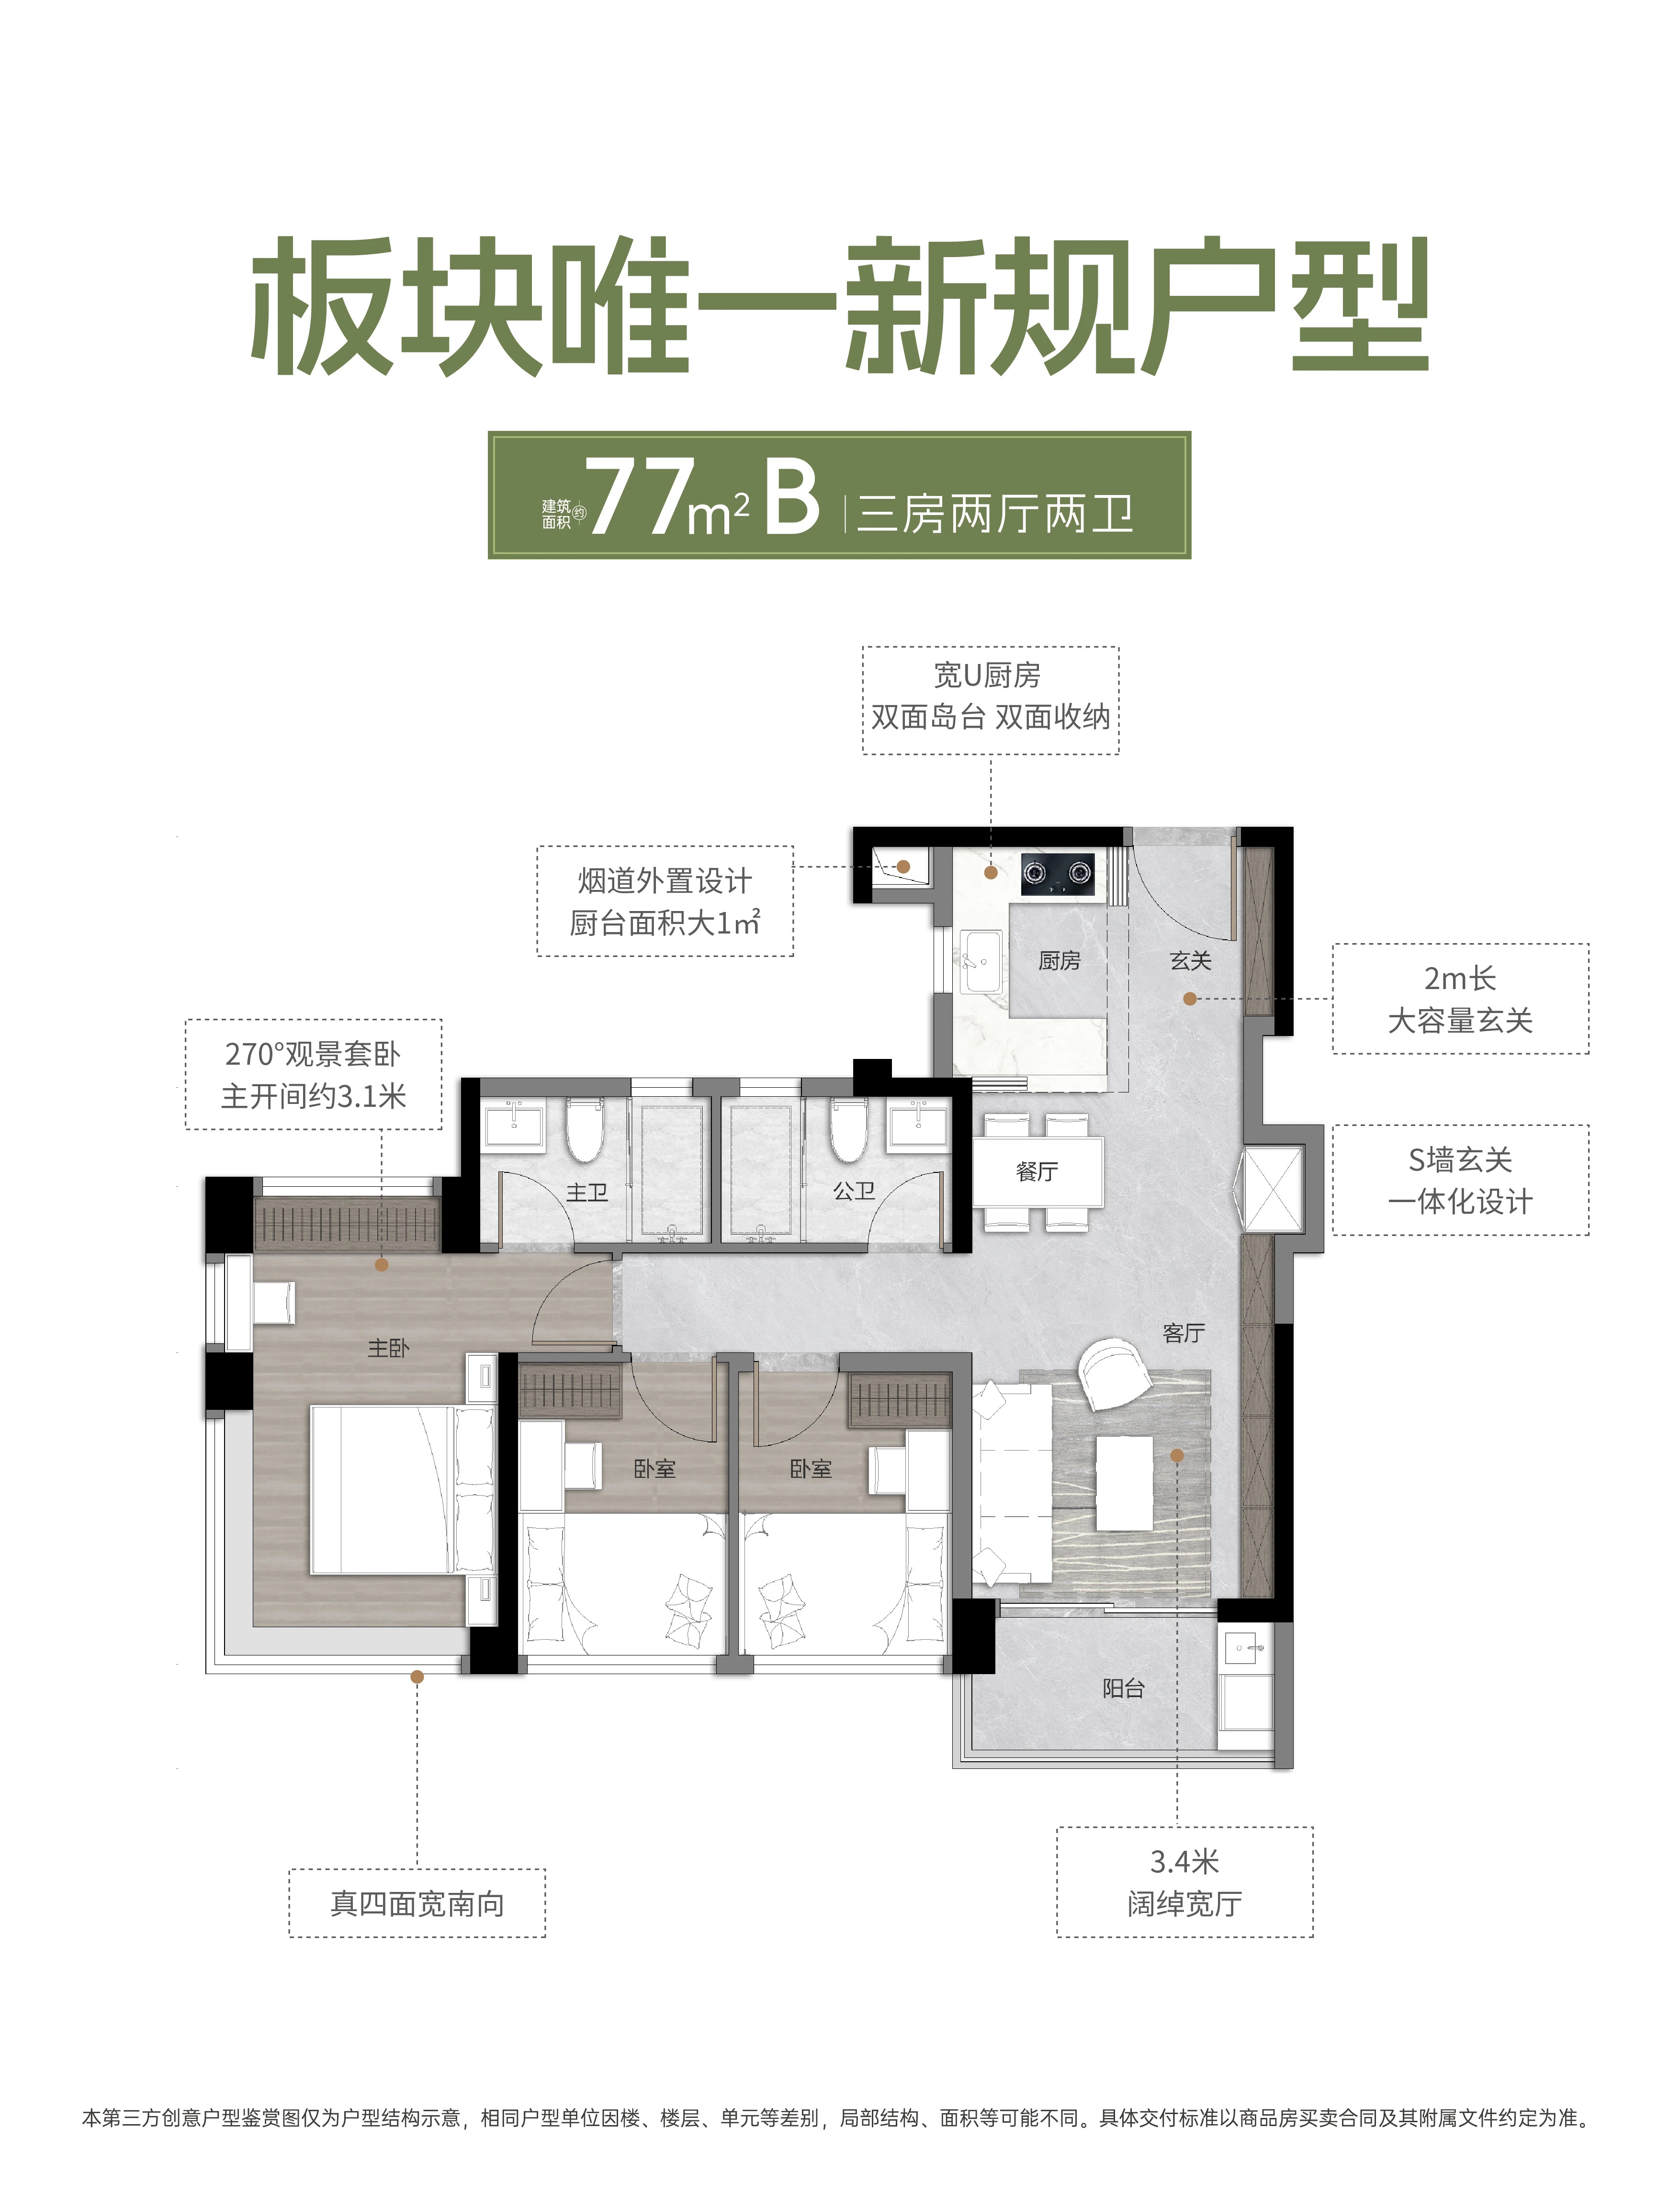 板块唯一新规户型
建筑面积约77m² B 三房两厅两卫
宽U厨房
双面岛台 双面收纳
烟道外置设计
厨台面积大1㎡
厨房
玄关
2m长
大容量玄关
270°观景套卧
主开间约3.1米
S墙玄关
一体化设计
餐厅
主卫
公卫
客厅
主卧
卧室
卧室
阳台
3.4米
阔绰宽厅
真四面宽南向
本第三方创意户型鉴赏图仅为户型结构示意，相同户型单位因楼、楼层、单元等差别，局部结构、面积等可能不同。具体交付标准以商品房买卖合同及其附属文件约定为准。